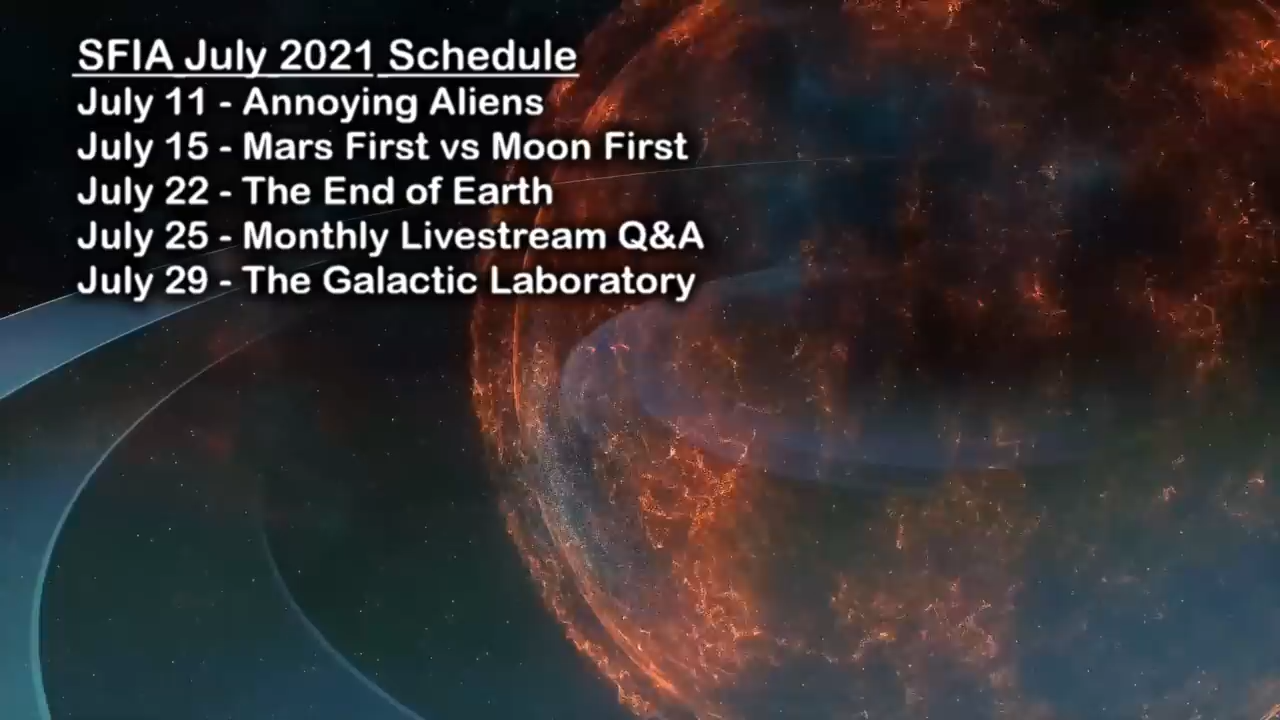 SFIA July 2021 Schedule
July 11 - Annoying Aliens
July 15 - Mars First vs Moon First
July 22 - The End of Earth
July 25 - Monthly Livestream Q&A
July 29 - The Galactic Laboratory